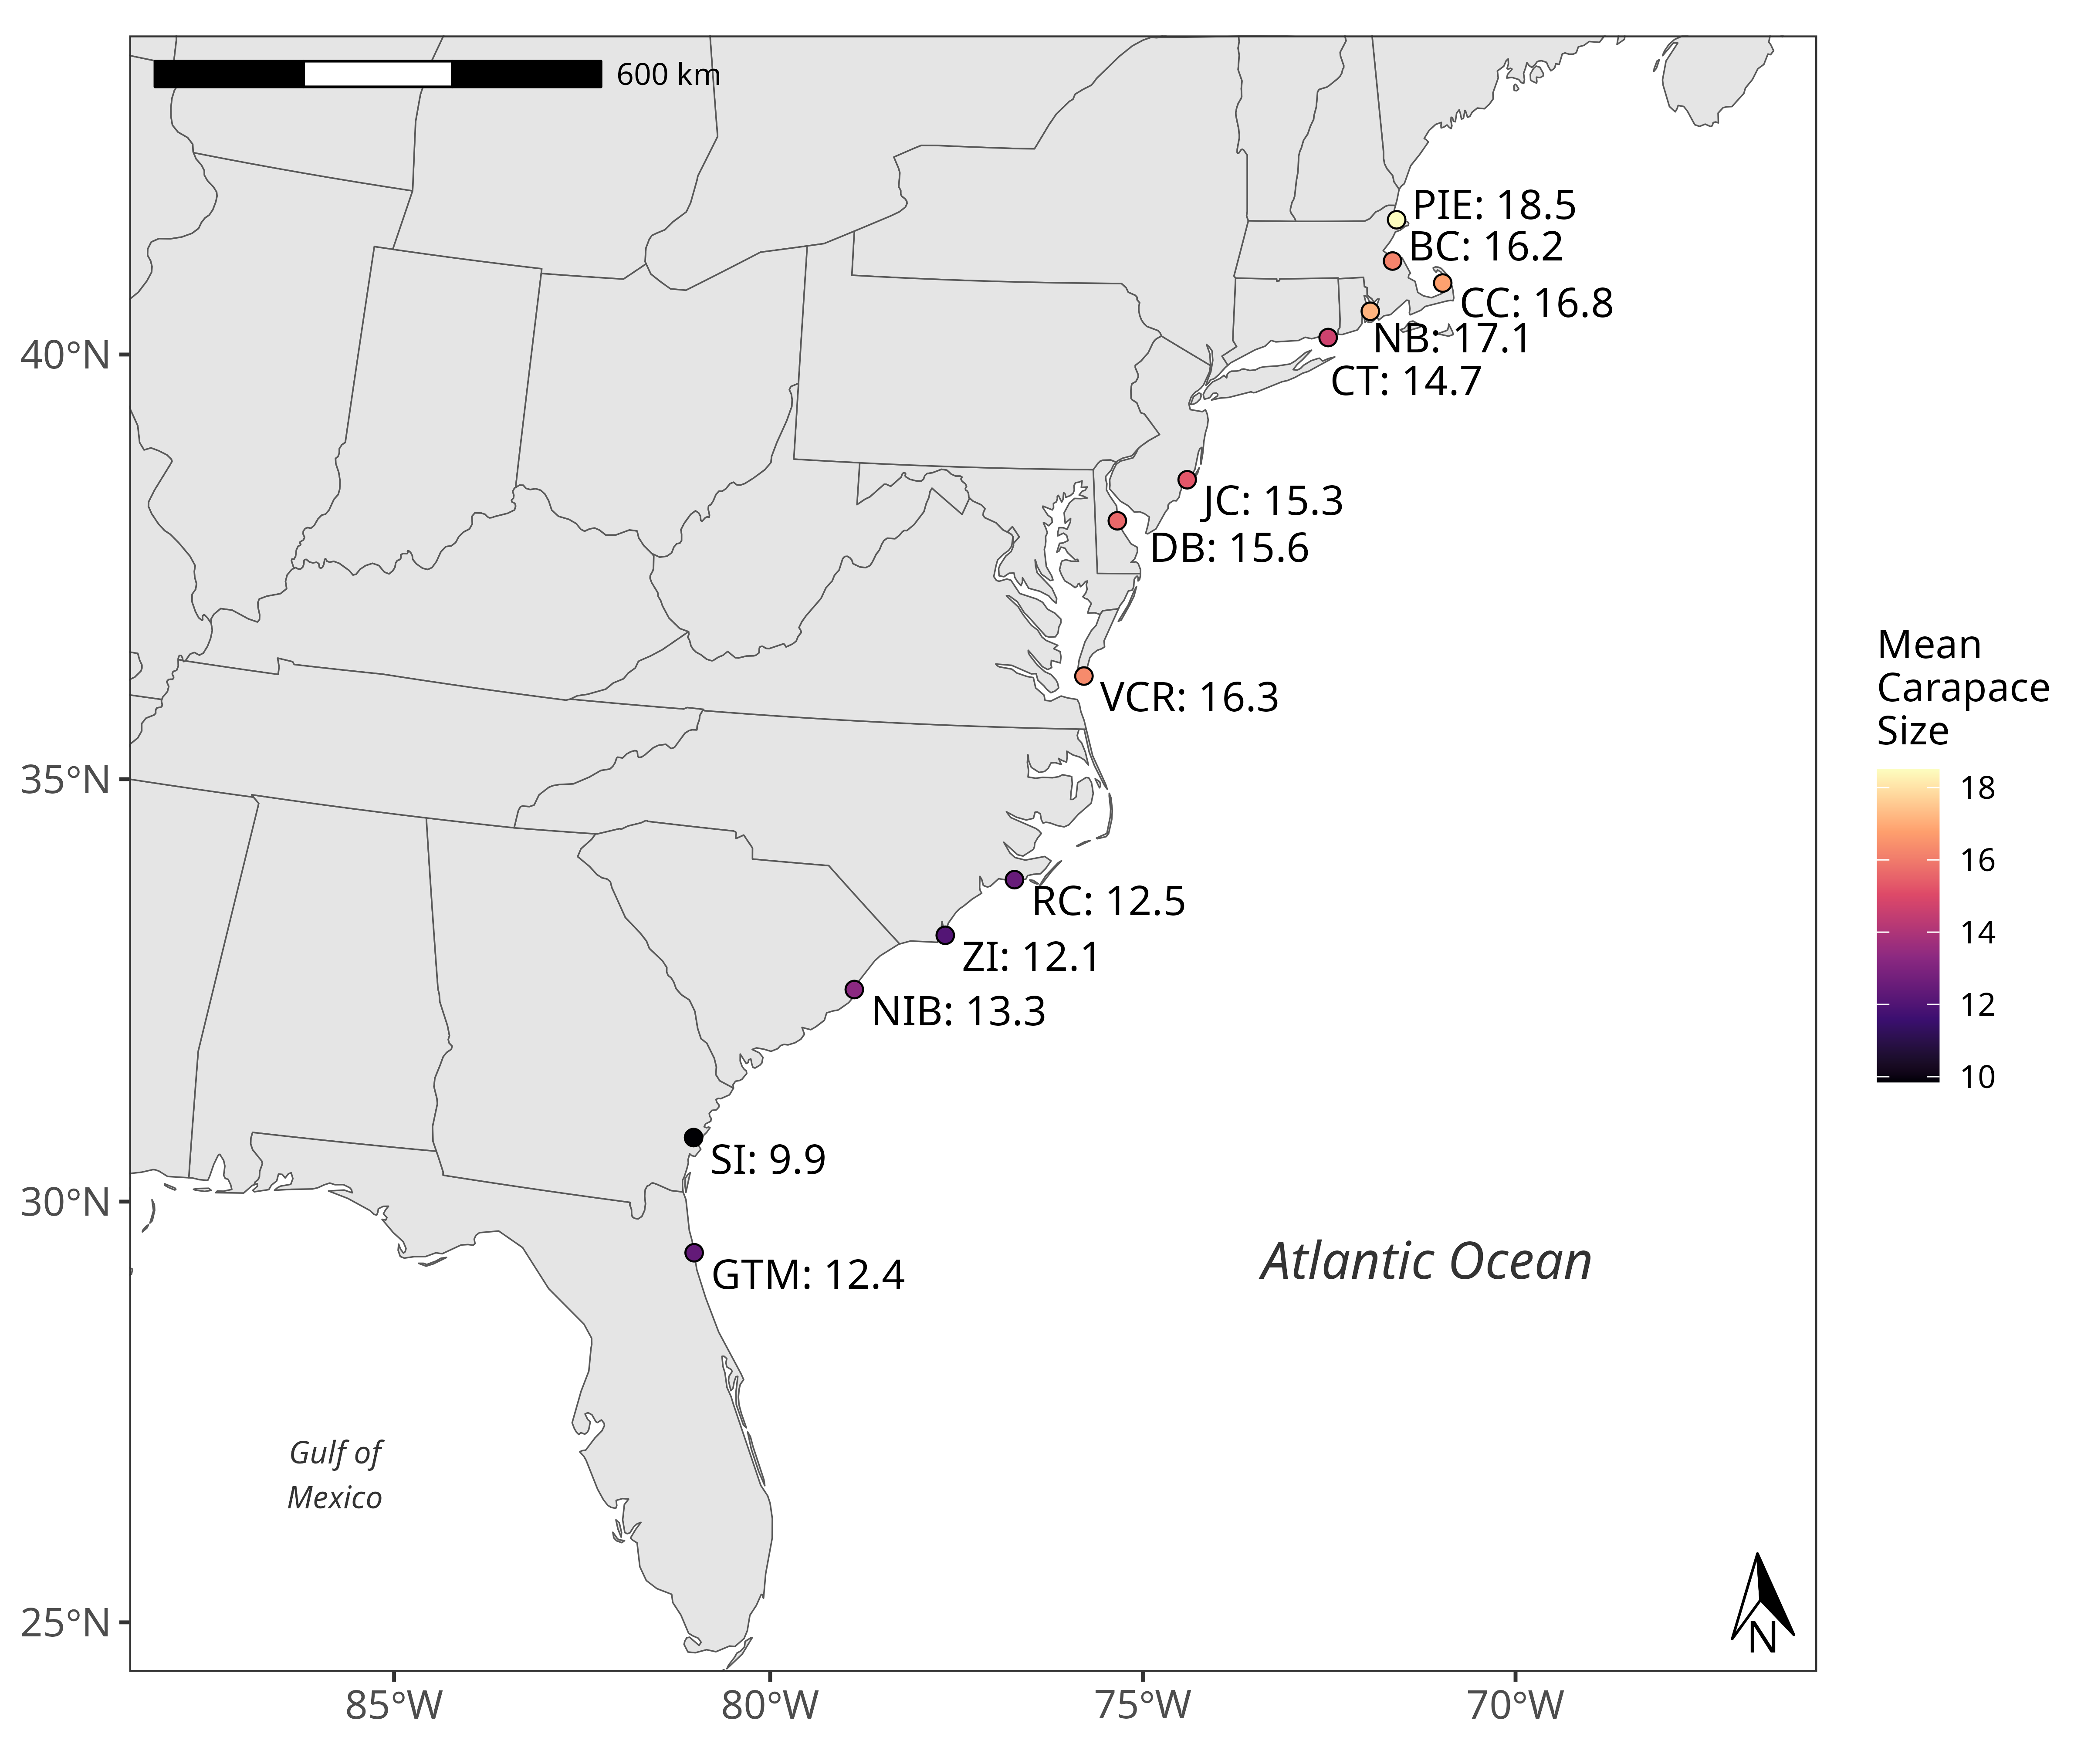 600 km
PIE: 18.5
BC: 16.2
CC: 16.8
NB: 17.1
40°N
CT: 14.7
JC: 15.3
DB: 15.6
Mean
Carapace
Size
VCR: 16.3
35°N
18
16
RC: 12.5
14
ZI: 12.1
12
NIB: 13.3
10
SI: 9.9
30°N
GTM: 12.4
Atlantic Ocean
Gulf of
Mexico
25°N
N
85°W
80°W
75°W
70°W